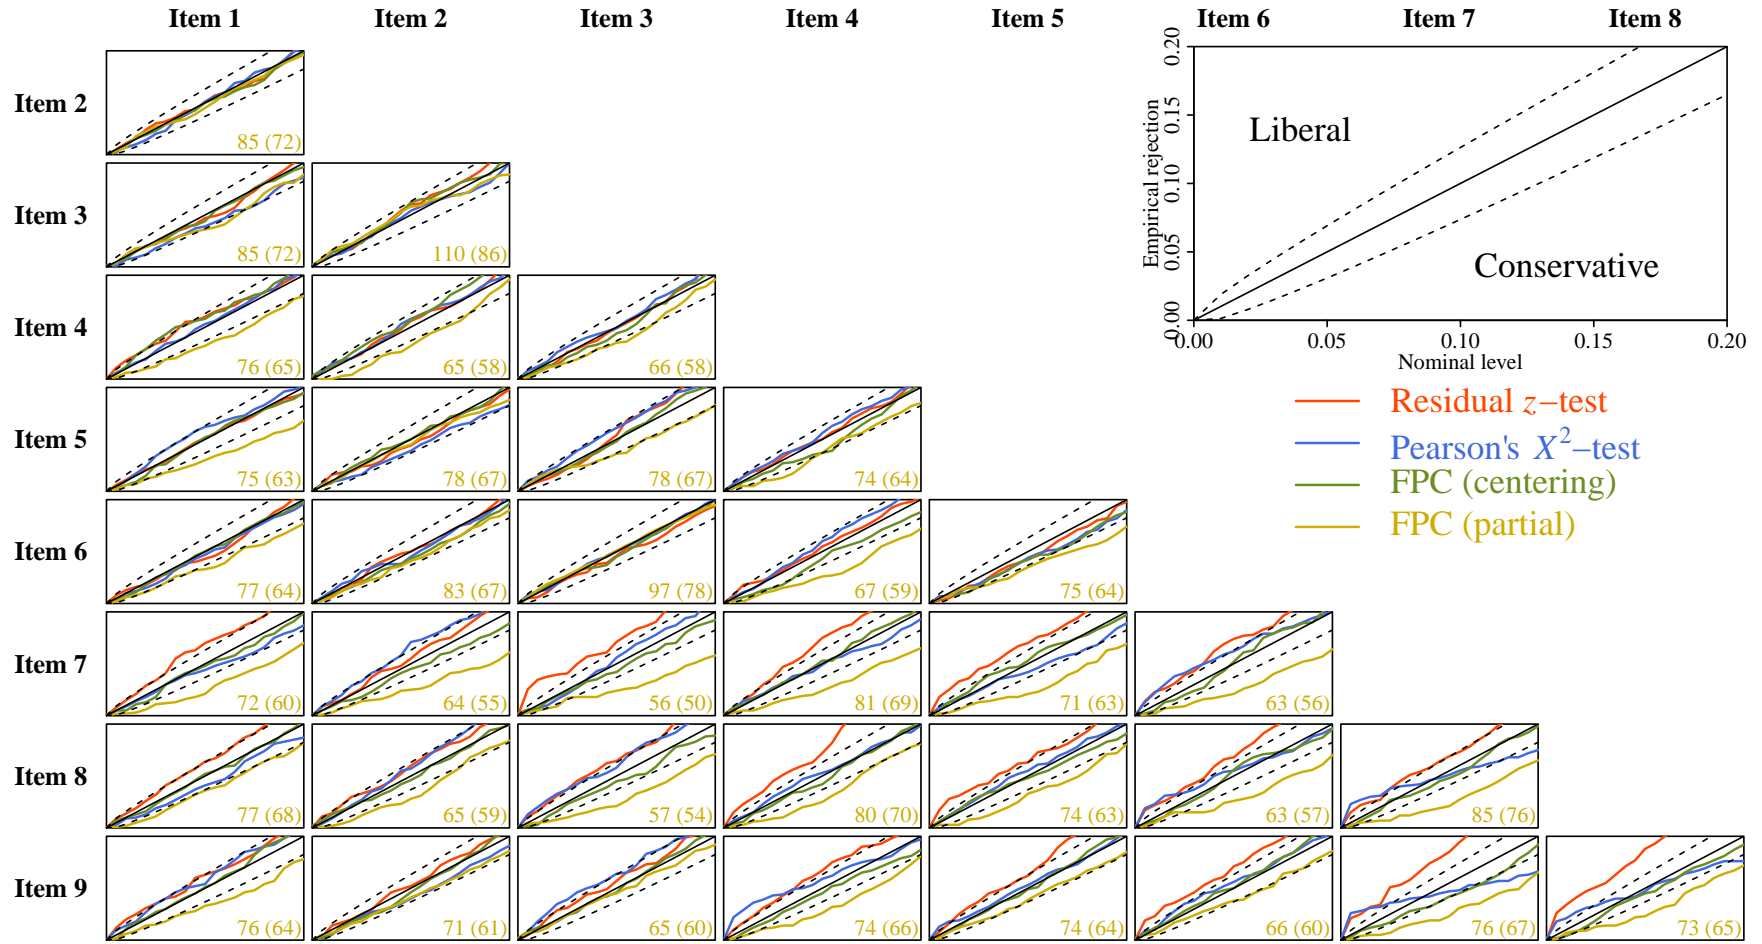 Item 1 Item 2 Item 3 Item 4 Item 5 Item 6 Item 7 Item 8
Item 2
85 (72)
Item 3
85 (72) 110 (86)
Item 4
76 (65) 65 (58) 66 (58)
Item 5
75 (63) 78 (67) 78 (67) 74 (64)
Item 6
77 (64) 83 (67) 97 (78) 67 (59) 75 (64)
Item 7
72 (60) 64 (55) 56 (50) 81 (69) 71 (63) 63 (56)
Item 8
77 (68) 65 (59) 57 (54) 80 (70) 74 (63) 63 (57) 85 (76)
Item 9
76 (64) 71 (61) 65 (60) 74 (66) 74 (64) 66 (60) 76 (67) 73 (65)
Empirical rejection
0.00 0.05 0.10 0.15 0.20
Liberal
Conservative
0.00 0.05 0.10 0.15 0.20
Nominal level
Residual z−test
Pearson's X²−test
FPC (centering)
FPC (partial)